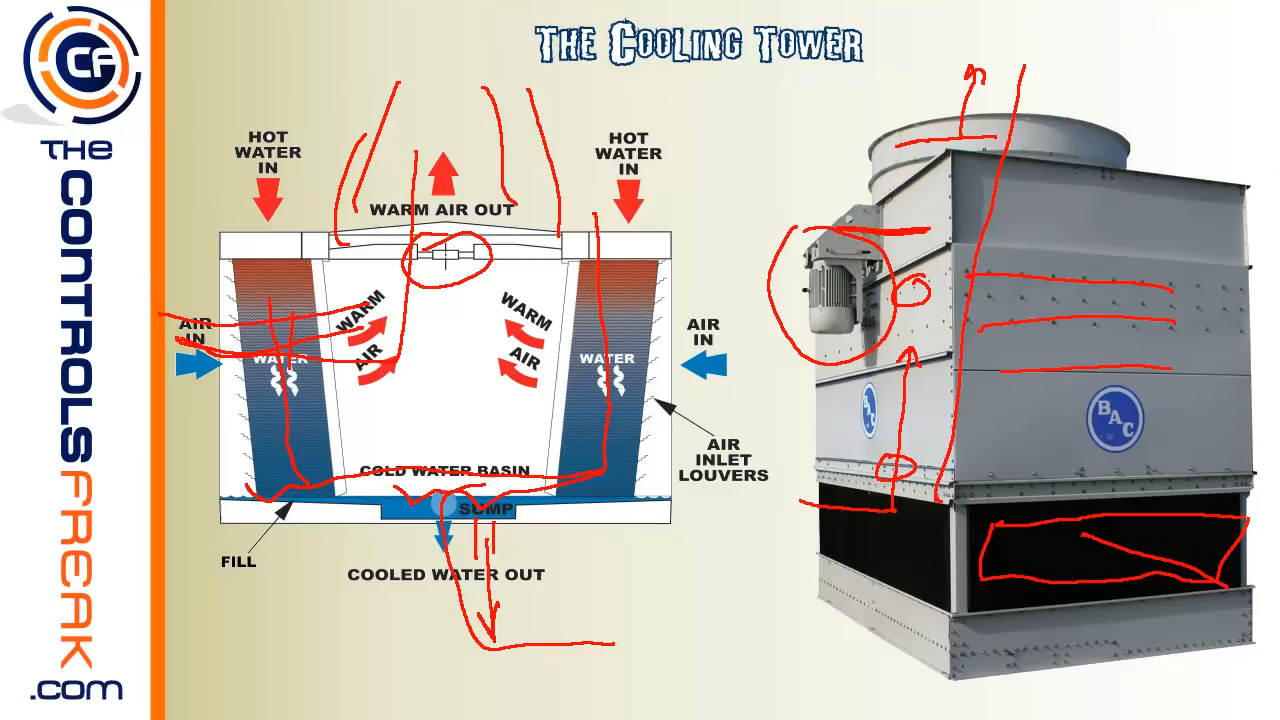 CF
THE
CONTROLS
FREAK
.COM
THE COOLING TOWER
HOT
WATER
IN
HOT
WATER
IN
WARM AIR OUT
AIR
IN
WARM
AIR
WARM
AIR
AIR
IN
WATER
WATER
AIR
INLET
LOUVERS
COLD WATER BASIN
SUMP
FILL
COOLED WATER OUT
BAC
BAC